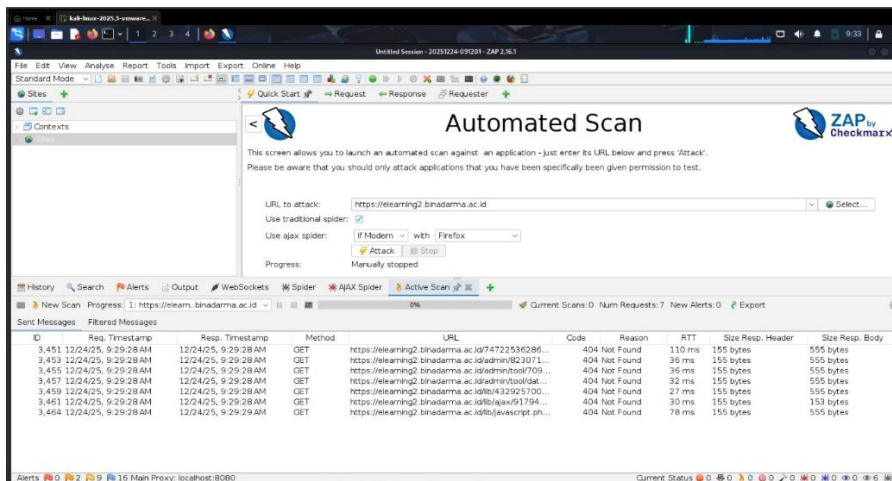 Home
kali-linux-2025.3-vmware...
1 2 3 4
9:33
Untitled Session - 20251224-091201 - ZAP 2.16.1
File Edit View Analyse Report Tools Import Export Online Help
Standard Mode
Sites
Quick Start Request Response Requester
Contexts
Sites
Automated Scan
ZAP by Checkmarx
This screen allows you to launch an automated scan against an application - just enter its URL below and press 'Attack'.
Please be aware that you should only attack applications that you have been specifically been given permission to test.
URL to attack: https://elearning2.binadarma.ac.id Select...
Use traditional spider:
Use ajax spider: If Modern with Firefox
Attack Stop
Progress: Manually stopped
History Search Alerts Output WebSockets Spider AJAX Spider Active Scan
New Scan Progress: 1: https://elearn..binadarma.ac.id 0% Current Scans: 0 Num Requests: 7 New Alerts: 0 Export
Sent Messages Filtered Messages
ID Req. Timestamp Resp. Timestamp Method URL Code Reason RTT Size Resp. Header Size Resp. Body
3,451 12/24/25, 9:29:28 AM 12/24/25, 9:29:28 AM GET https://elearning2.binadarma.ac.id/74722536286... 404 Not Found 110 ms 155 bytes 555 bytes
3,453 12/24/25, 9:29:28 AM 12/24/25, 9:29:28 AM GET https://elearning2.binadarma.ac.id/admin/823071... 404 Not Found 36 ms 155 bytes 555 bytes
3,455 12/24/25, 9:29:28 AM 12/24/25, 9:29:28 AM GET https://elearning2.binadarma.ac.id/admin/tool/709... 404 Not Found 36 ms 155 bytes 555 bytes
3,457 12/24/25, 9:29:28 AM 12/24/25, 9:29:28 AM GET https://elearning2.binadarma.ac.id/admin/tool/dat... 404 Not Found 32 ms 155 bytes 555 bytes
3,459 12/24/25, 9:29:28 AM 12/24/25, 9:29:28 AM GET https://elearning2.binadarma.ac.id/lib/432925700... 404 Not Found 27 ms 155 bytes 555 bytes
3,461 12/24/25, 9:29:28 AM 12/24/25, 9:29:28 AM GET https://elearning2.binadarma.ac.id/lib/ajax/91794... 404 Not Found 30 ms 155 bytes 153 bytes
3,464 12/24/25, 9:29:28 AM 12/24/25, 9:29:29 AM GET https://elearning2.binadarma.ac.id/lib/javascript.ph... 404 Not Found 78 ms 155 bytes 555 bytes
Alerts 0 2 9 16 Main Proxy: localhost:8080 Current Status 0 0 0 0 0 0 0 0 6